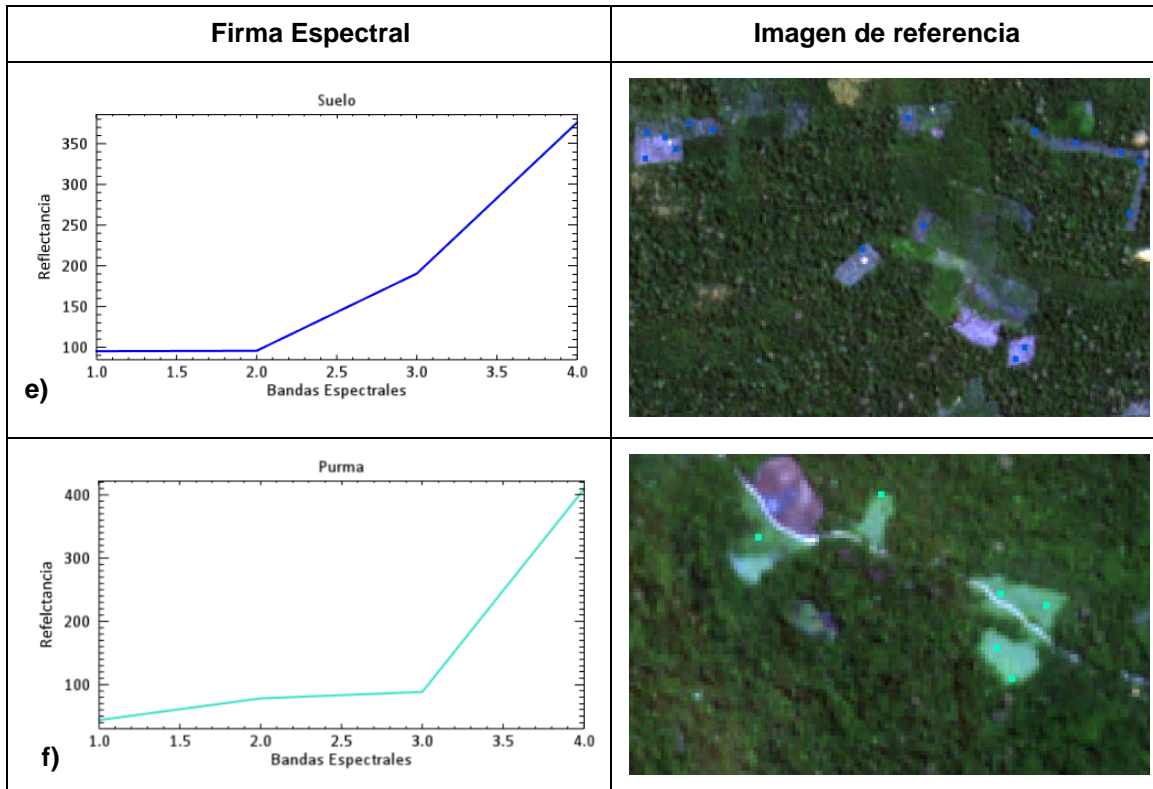 Firma Espectral
Imagen de referencia
Suelo
Reflectancia
350
300
250
200
150
100
1.0 1.5 2.0 2.5 3.0 3.5 4.0
Bandas Espectrales
e)
Purma
Refelctancia
400
300
200
100
1.0 1.5 2.0 2.5 3.0 3.5 4.0
Bandas Espectrales
f)